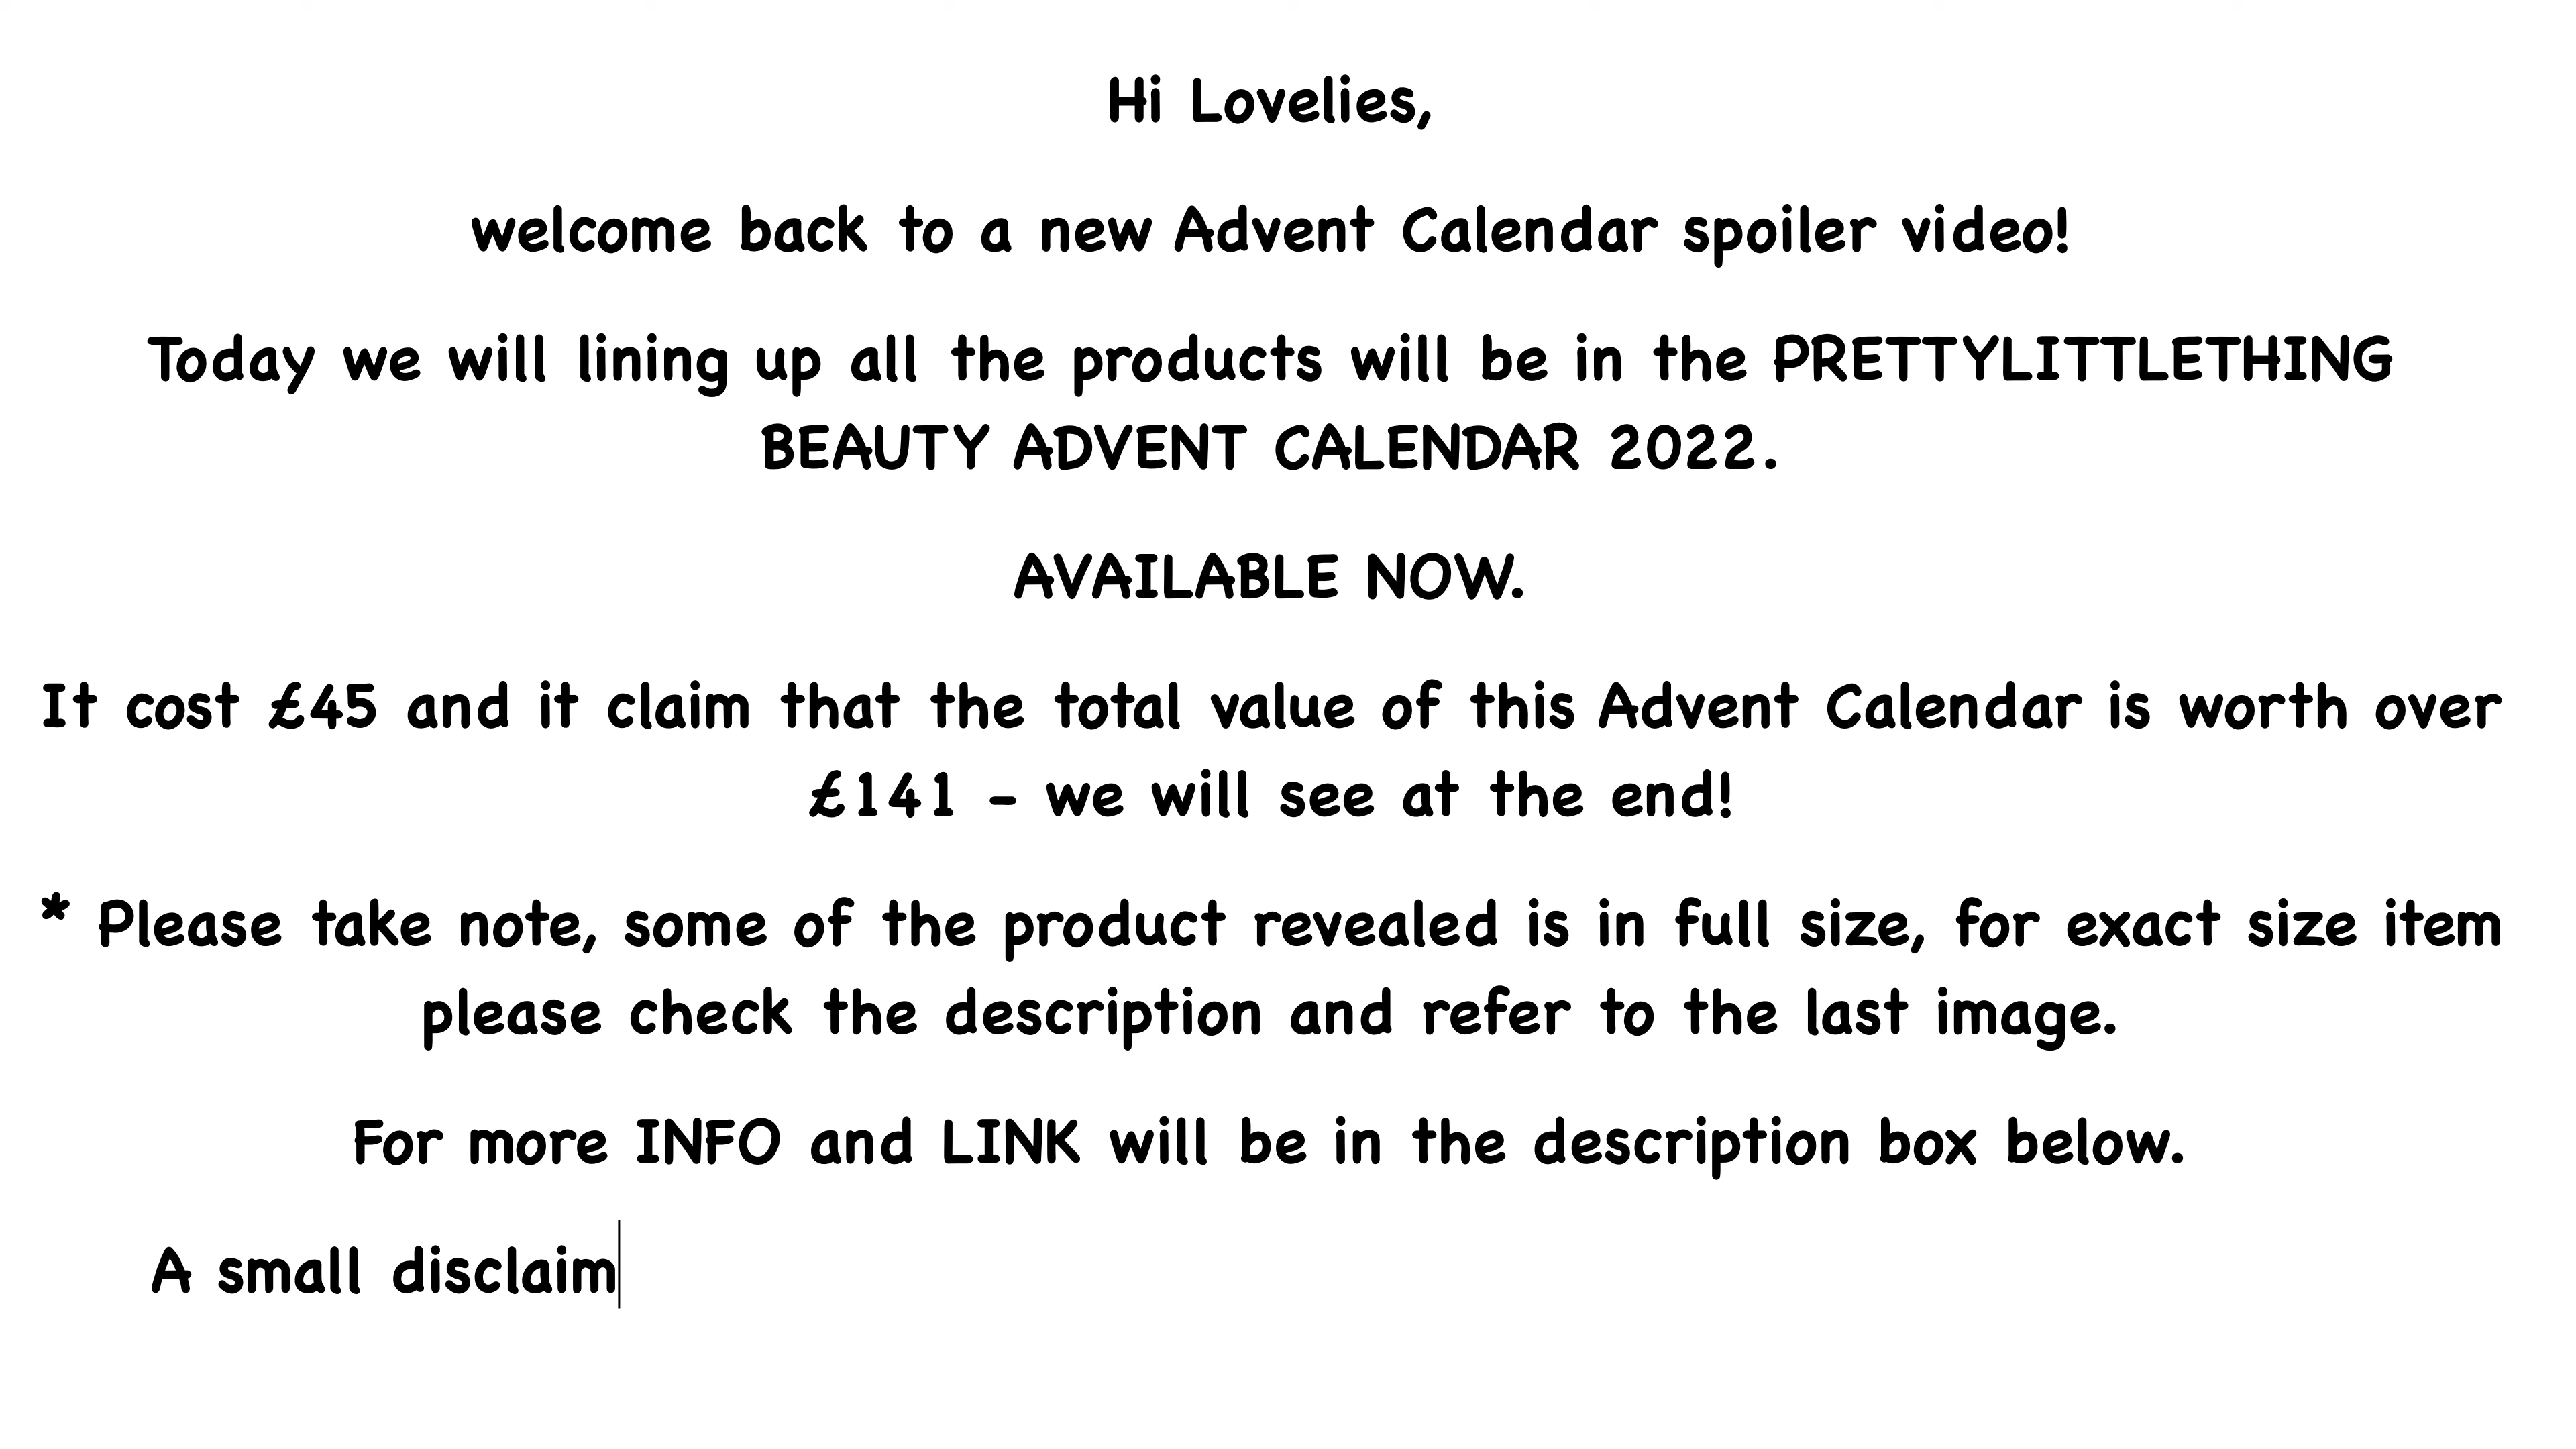 Hi Lovelies,
welcome back to a new Advent Calendar spoiler video!
Today we will lining up all the products will be in the PRETTYLITTLETHING
BEAUTY ADVENT CALENDAR 2022.
AVAILABLE NOW.
It cost £45 and it claim that the total value of this Advent Calendar is worth over
£141 - we will see at the end!
* Please take note, some of the product revealed is in full size, for exact size item
please check the description and refer to the last image.
For more INFO and LINK will be in the description box below.
A small disclaim